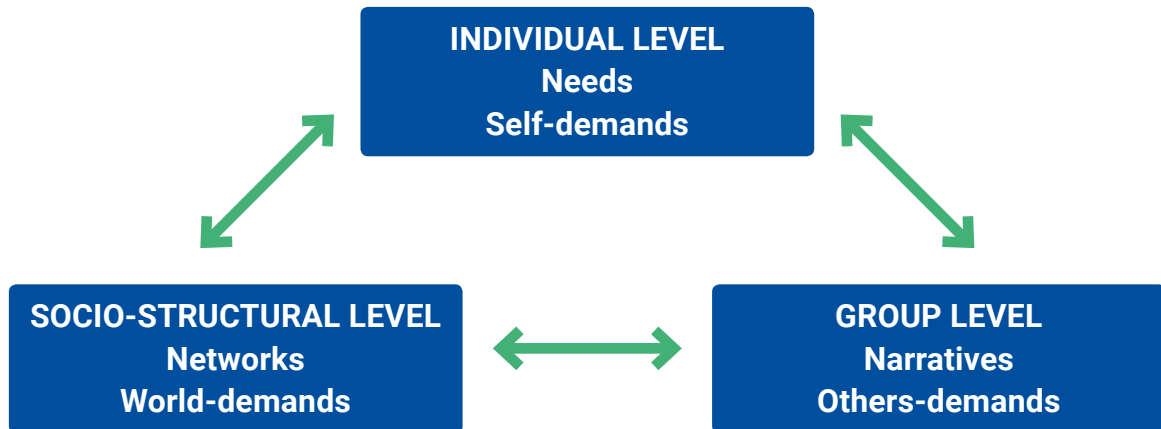 INDIVIDUAL LEVEL
Needs
Self-demands
SOCIO-STRUCTURAL LEVEL
Networks
World-demands
GROUP LEVEL
Narratives
Others-demands